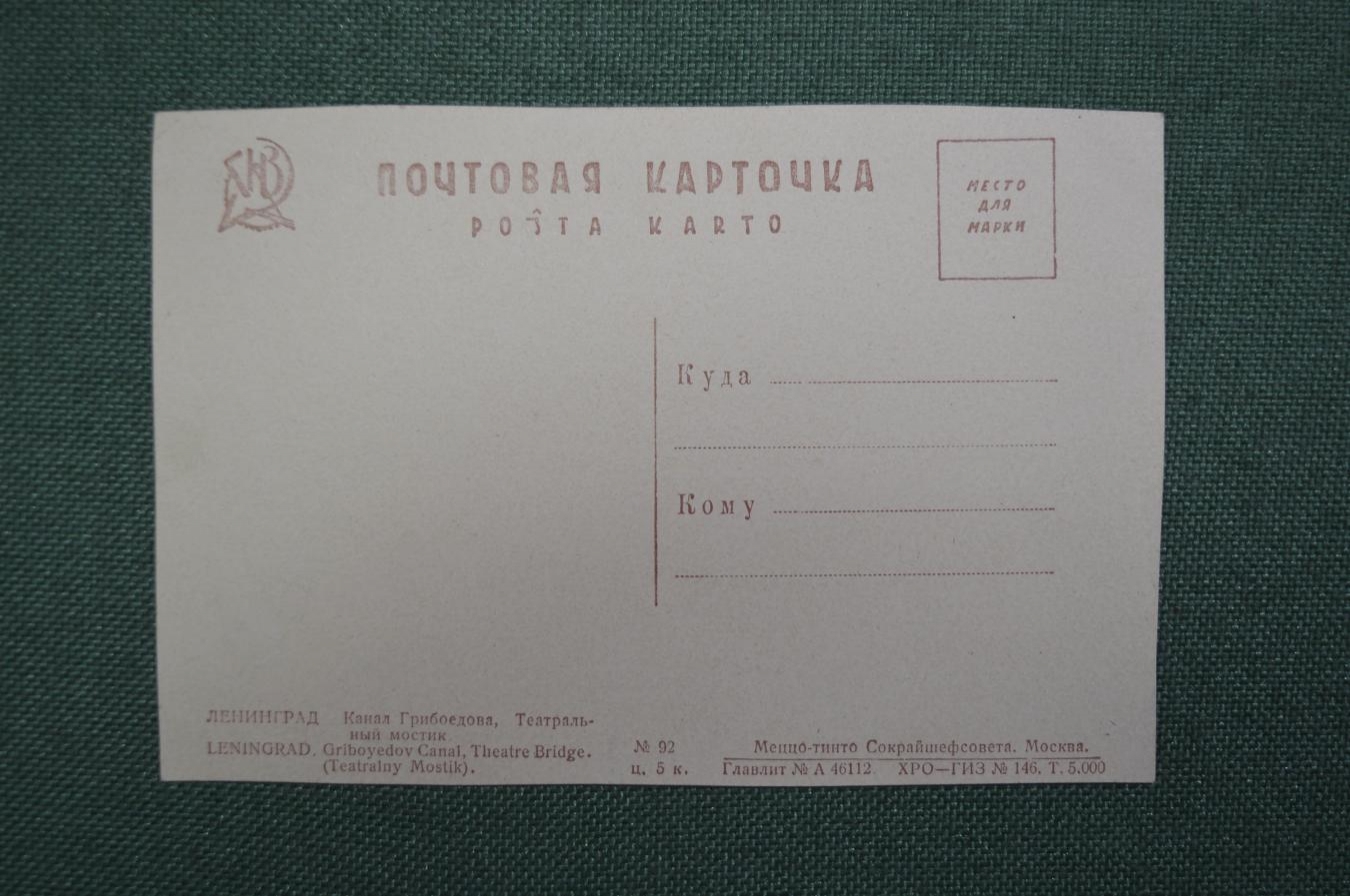 ПОЧТОВАЯ КАРТОЧКА
POŜTA KARTO
МЕСТО
ДЛЯ
МАРКИ
Куда
Кому
ЛЕНИНГРАД Канал Грибоедова, Театраль-
ный мостик
LENINGRAD. Griboyedov Canal, Theatre Bridge.
(Teatralny Mostik).
№ 92
ц. 5 к.
Меццо-тинто Сокрайшефсовета. Москва.
Главлит № А 46112 ХРО—ГИЗ № 146. Т. 5.000